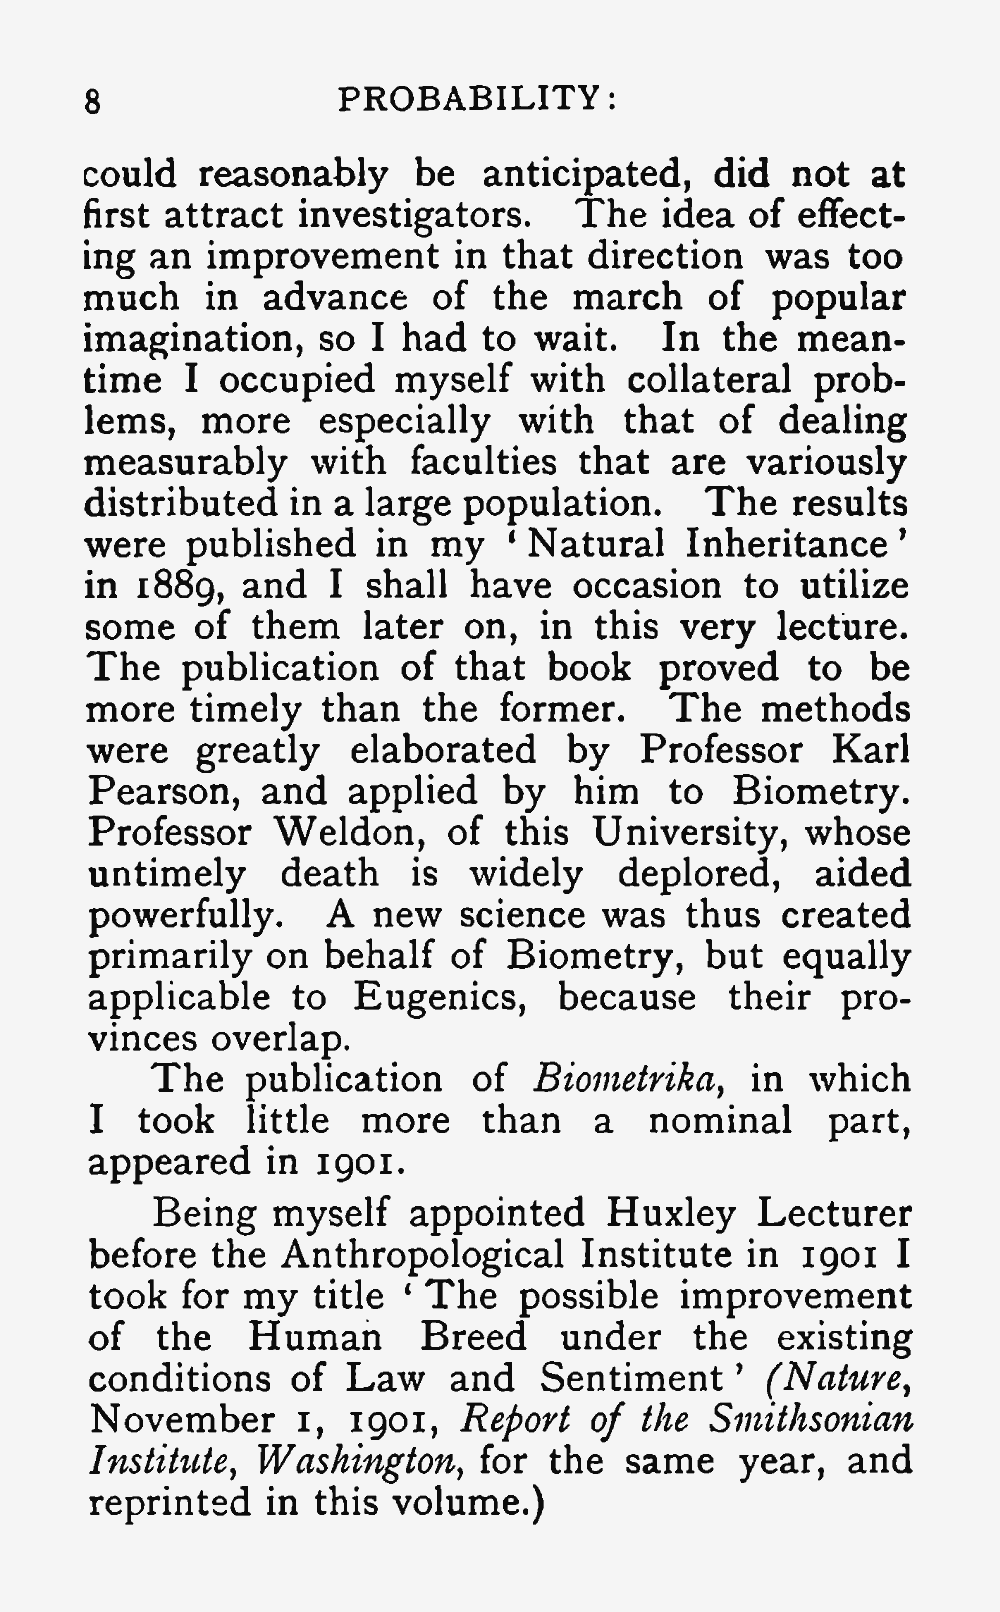 8 PROBABILITY:
could reasonably be anticipated, did not at
first attract investigators. The idea of effect-
ing an improvement in that direction was too
much in advance of the march of popular
imagination, so I had to wait. In the mean-
time I occupied myself with collateral prob-
lems, more especially with that of dealing
measurably with faculties that are variously
distributed in a large population. The results
were published in my ‘ Natural Inheritance ’
in 1889, and I shall have occasion to utilize
some of them later on, in this very lecture.
The publication of that book proved to be
more timely than the former. The methods
were greatly elaborated by Professor Karl
Pearson, and applied by him to Biometry.
Professor Weldon, of this University, whose
untimely death is widely deplored, aided
powerfully. A new science was thus created
primarily on behalf of Biometry, but equally
applicable to Eugenics, because their pro-
vinces overlap.
The publication of Biometrika, in which
I took little more than a nominal part,
appeared in 1901.
Being myself appointed Huxley Lecturer
before the Anthropological Institute in 1901 I
took for my title ‘ The possible improvement
of the Human Breed under the existing
conditions of Law and Sentiment ’ (Nature,
November 1, 1901, Report of the Smithsonian
Institute, Washington, for the same year, and
reprinted in this volume.)